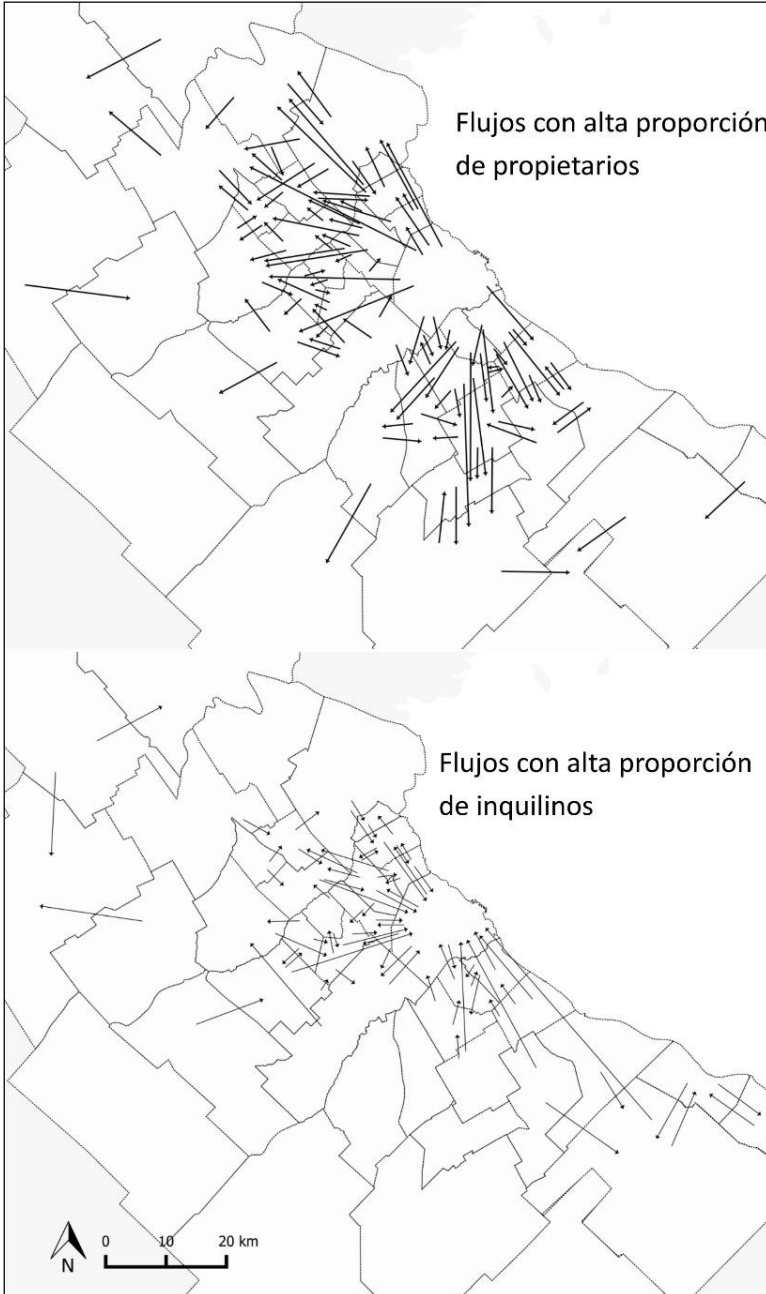 Flujos con alta proporción
de propietarios
Flujos con alta proporción
de inquilinos
N
0 10 20 km